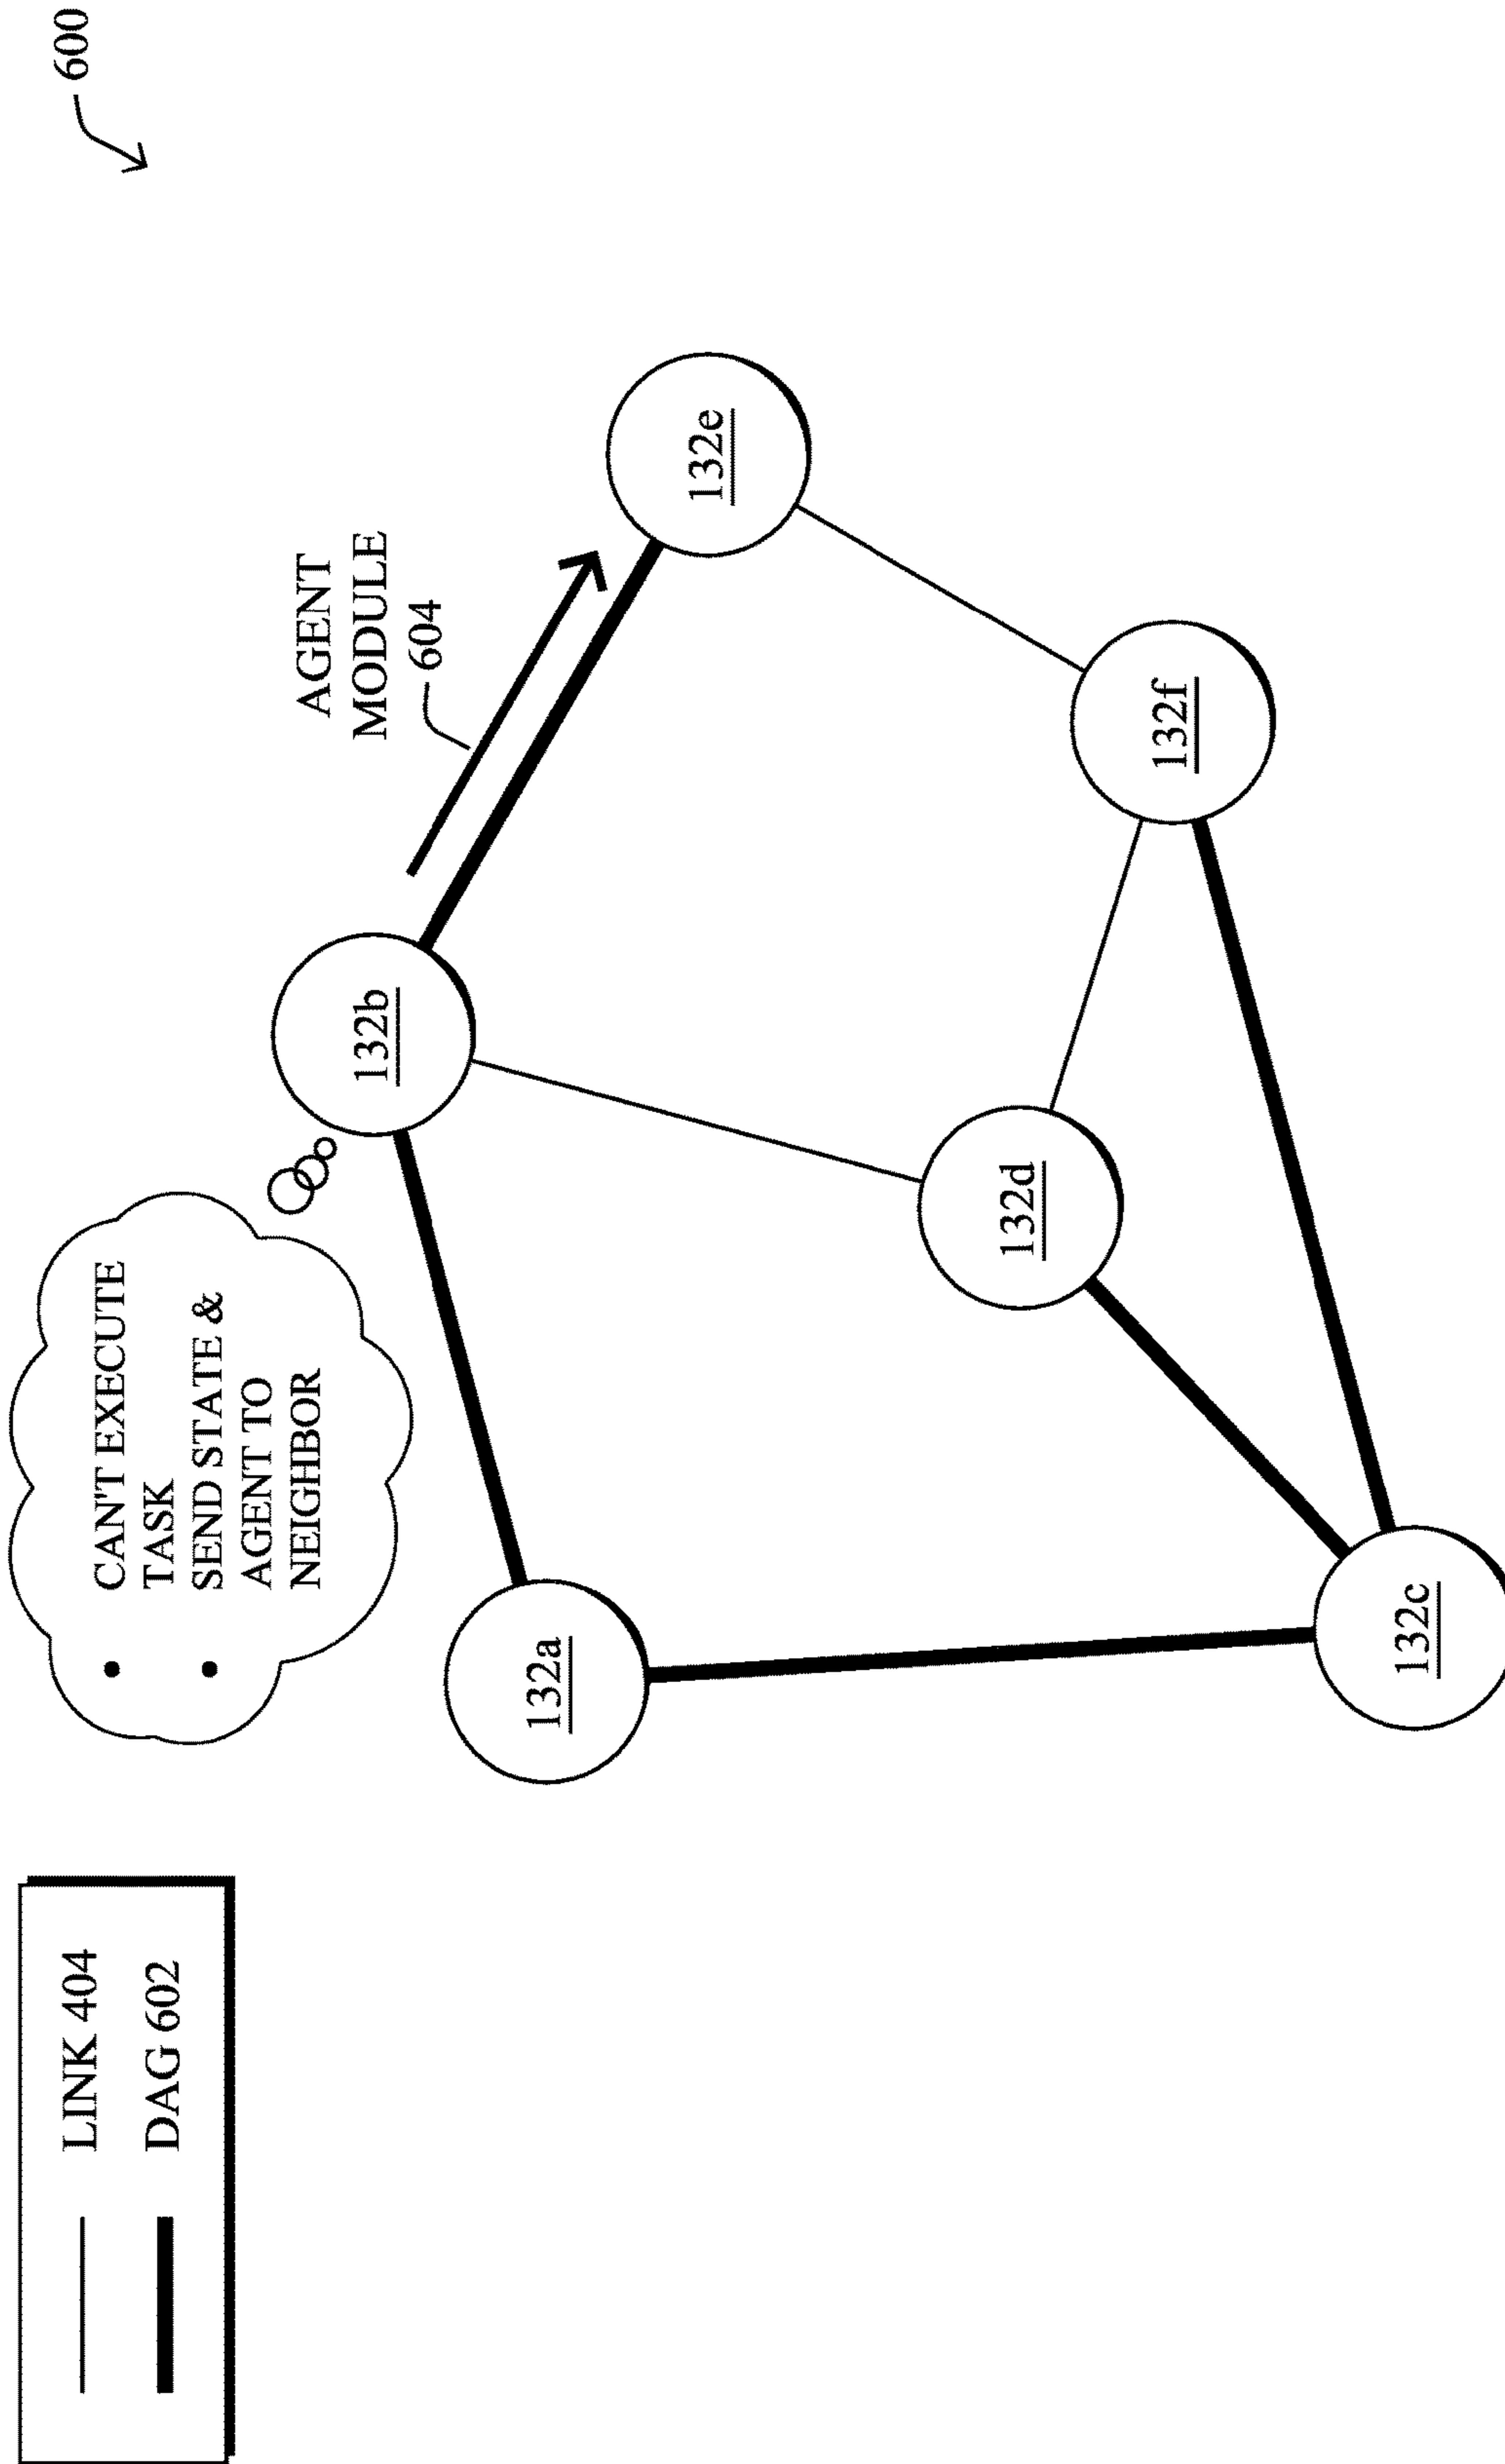 600
LINK 404
DAG 602
• CAN'T EXECUTE
TASK
• SEND STATE &
AGENT TO
NEIGHBOR
AGENT
MODULE
604
132a
132b
132c
132d
132e
132f